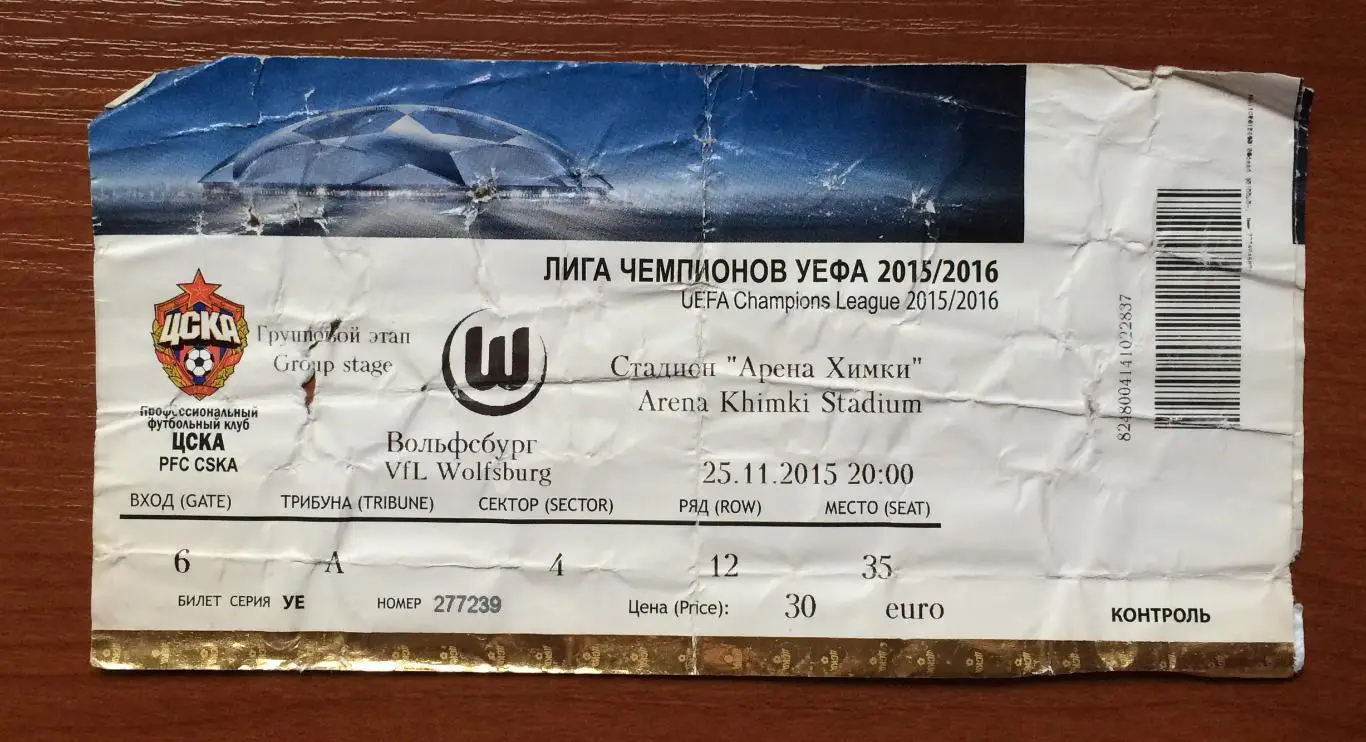 ЛИГА ЧЕМПИОНОВ УЕФА 2015/2016
UEFA Champions League 2015/2016
ЦСКА
Групповой этап
Group stage
W
Стадион "Арена Химки"
Arena Khimki Stadium
Профессиональный
футбольный клуб
ЦСКА
PFC CSKA
Вольфсбург
VfL Wolfsburg
25.11.2015 20:00
ВХОД (GATE) ТРИБУНА (TRIBUNE) СЕКТОР (SECTOR) РЯД (ROW) МЕСТО (SEAT)
6 A 4 12 35
БИЛЕТ СЕРИЯ УЕ НОМЕР 277239 Цена (Price): 30 euro
КОНТРОЛЬ
8248004141022837